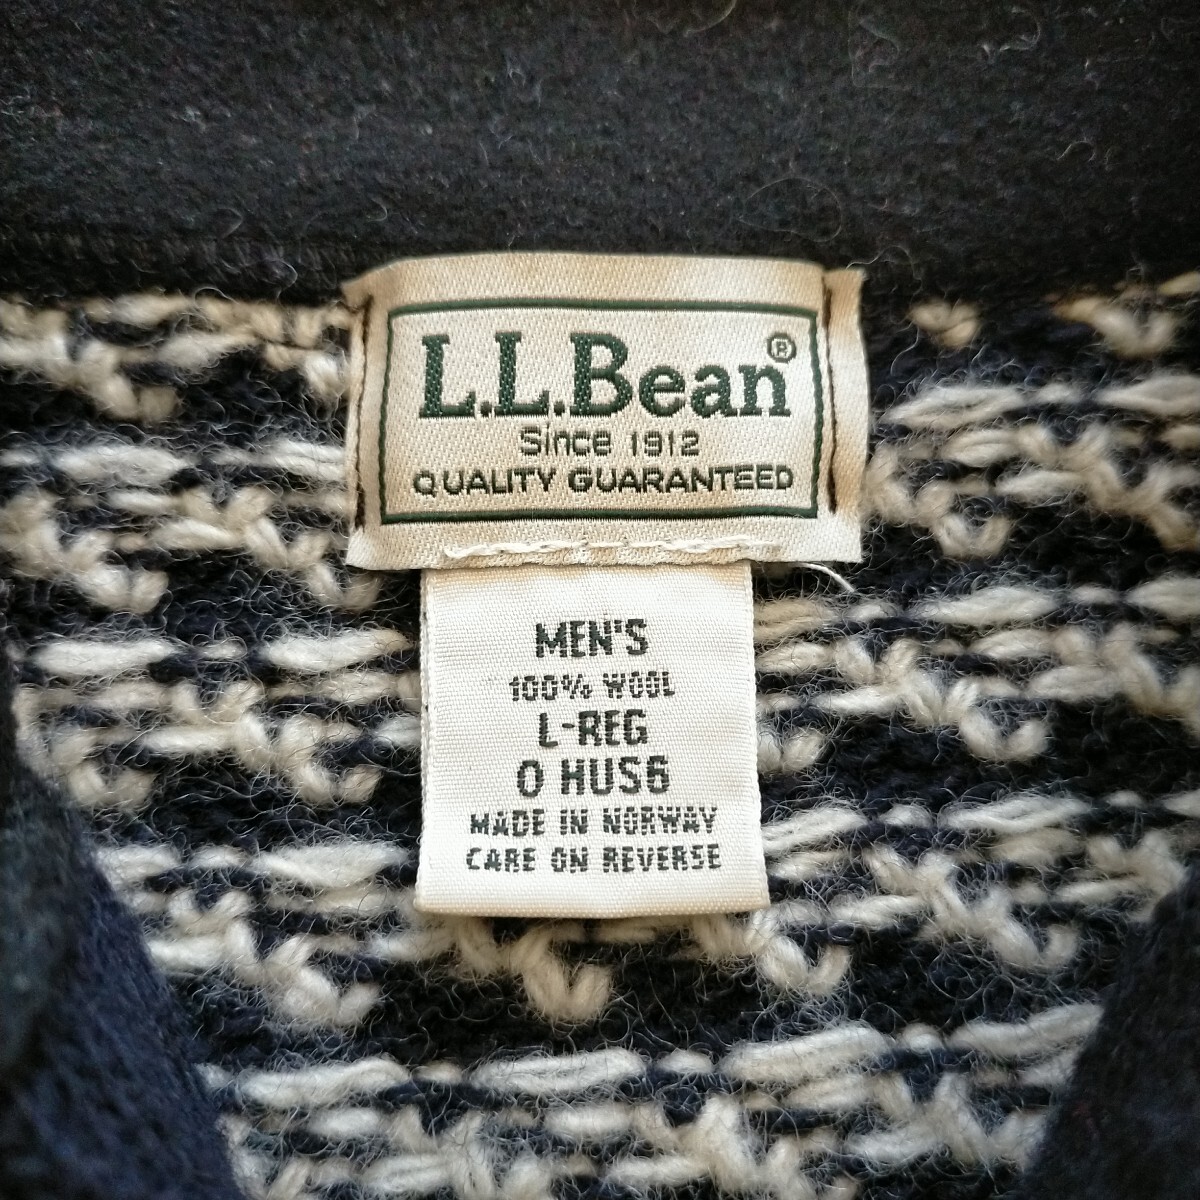 L.L.Bean®
Since 1912
QUALITY GUARANTEED
MEN'S
100% WOOL
L-REG
0 HUS6
MADE IN NORWAY
CARE ON REVERSE